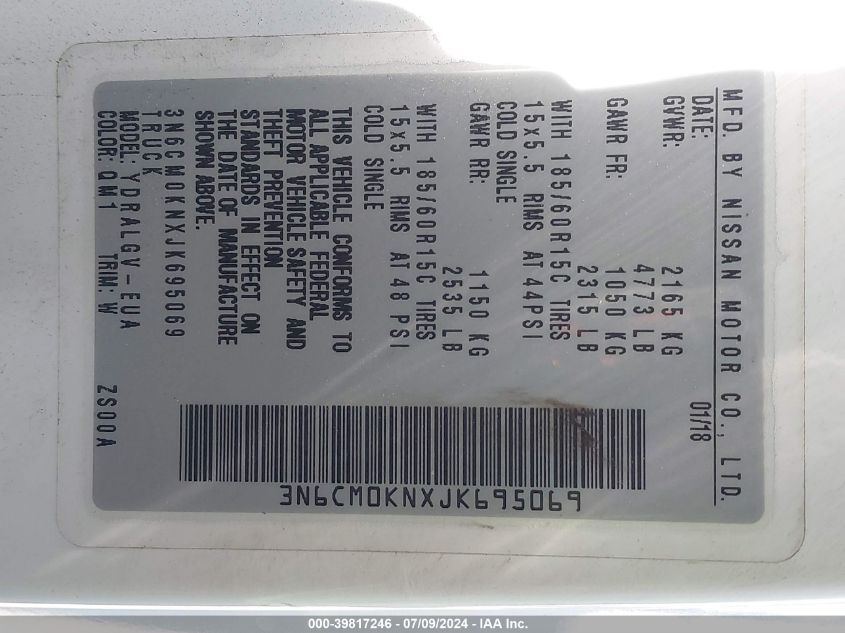 MFD. BY NISSAN MOTOR CO., LTD.
DATE: 01/18
GVWR: 2165 KG
4773 LB
GAWR FR: 1050 KG
2315 LB
WITH 185/60R15C TIRES
15x5.5 RIMS AT 44PSI
COLD SINGLE
GAWR RR: 1150 KG
2535 LB
WITH 185/60R15C TIRES
15x5.5 RIMS AT 48 PSI
COLD SINGLE
THIS VEHICLE CONFORMS TO
ALL APPLICABLE FEDERAL
MOTOR VEHICLE SAFETY AND
THEFT PREVENTION
STANDARDS IN EFFECT ON
THE DATE OF MANUFACTURE
SHOWN ABOVE.
3N6CM0KNXJK695069
TRUCK
MODEL: YDRALGV-EUA
COLOR: QM1 TRIM: W ZS00A
3N6CM0KNXJK695069
000-39817246 - 07/09/2024 - IAA Inc.